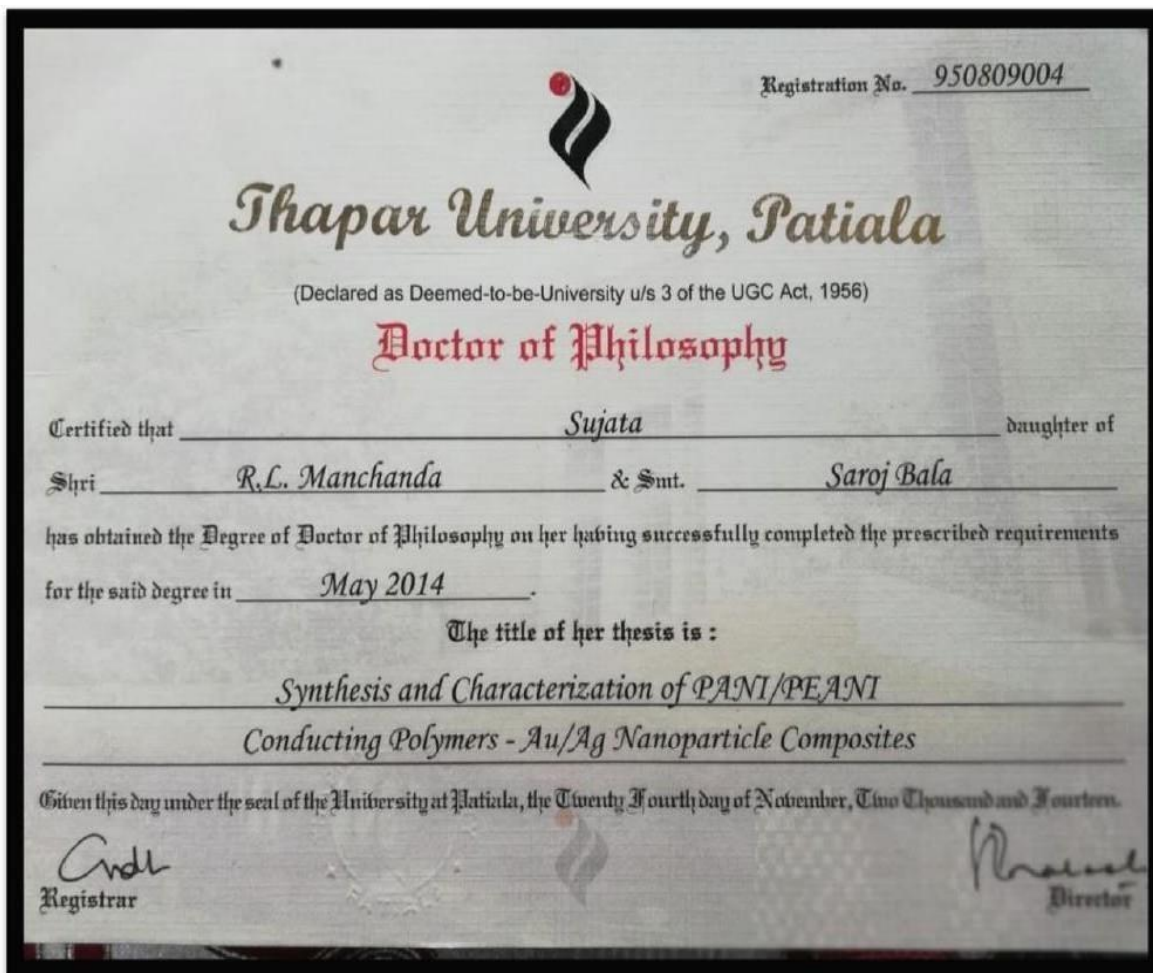 Registration No. 950809004
Thapar University, Patiala
(Declared as Deemed-to-be-University u/s 3 of the UGC Act, 1956)
Doctor of Philosophy
Certified that Sujata daughter of
Shri R.L. Manchanda & Smt. Saroj Bala
has obtained the Degree of Doctor of Philosophy on her having successfully completed the prescribed requirements
for the said degree in May 2014.
The title of her thesis is :
Synthesis and Characterization of PANI/PEANI
Conducting Polymers - Au/Ag Nanoparticle Composites
Given this day under the seal of the University at Patiala, the Twenty Fourth day of November, Two Thousand and Fourteen.
Registrar Director